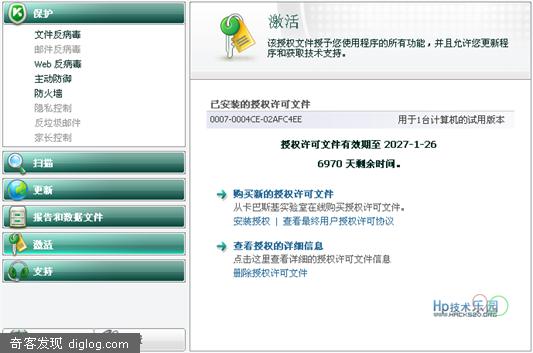 保护
文件反病毒
邮件反病毒
Web 反病毒
主动防御
防火墙
隐私控制
反垃圾邮件
家长控制
扫描
更新
报告和数据文件
激活
支持
激活
该授权文件授予您使用程序的所有功能，并且允许您更新程
序和获取技术支持。
已安装的授权许可文件
0007-0004CE-02AFC4EE 用于1台计算机的试用版本
授权许可文件有效期至 2027-1-26
6970 天剩余时间。
购买新的授权许可文件
从卡巴斯基实验室在线购买授权许可文件。
安装授权 | 查看最终用户授权许可协议
查看授权的详细信息
点击这里查看详细的授权许可文件信息
删除授权许可文件
Hp技术乐园
WWW.HACKS20.ORG
奇客发现 diglog.com